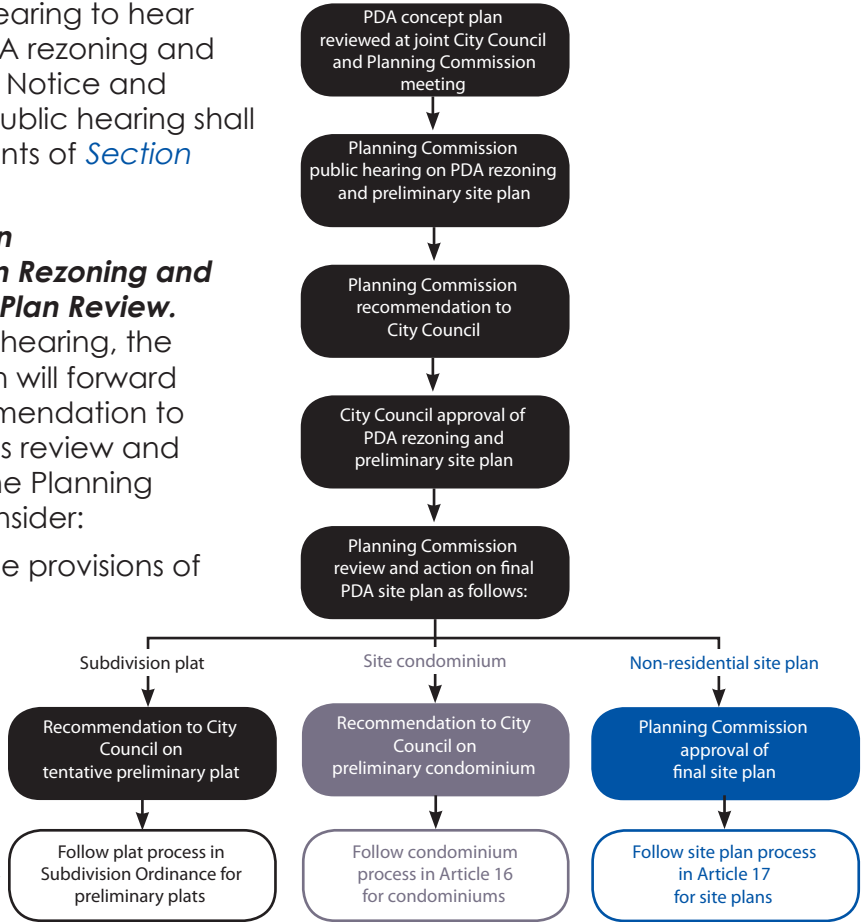 earing to hear
A rezoning and
Notice and
public hearing shall
nts of Section
n
n Rezoning and
Plan Review.
hearing, the
n will forward
mendation to
s review and
he Planning
nsider:
e provisions of
PDA concept plan
reviewed at joint City Council
and Planning Commission
meeting
Planning Commission
public hearing on PDA rezoning
and preliminary site plan
Planning Commission
recommendation to
City Council
City Council approval of
PDA rezoning and
preliminary site plan
Planning Commission
review and action on final
PDA site plan as follows:
Subdivision plat
Site condominium
Non-residential site plan
Recommendation to City
Council on
tentative preliminary plat
Recommendation to City
Council on
preliminary condominium
Planning Commission
approval of
final site plan
Follow plat process in
Subdivision Ordinance for
preliminary plats
Follow condominium
process in Article 16
for condominiums
Follow site plan process
in Article 17
for site plans